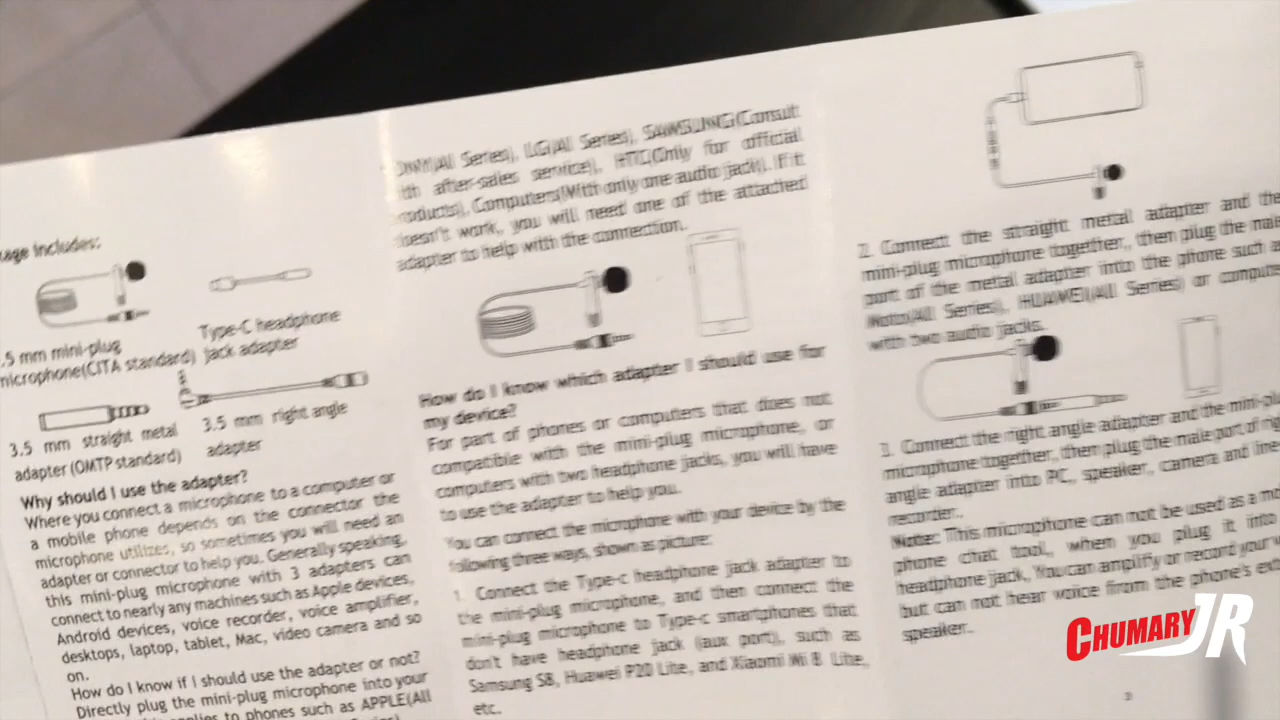 age includes:
.5 mm mini-plug
microphone(CITA standard)
Type-C headphone
jack adapter
3.5 mm straight metal
adapter (OMTP standard)
3.5 mm right angle
adapter
Why should I use the adapter?
Where you connect a microphone to a computer or
a mobile phone depends on the connector the
microphone utilizes, so sometimes you will need an
adapter or connector to help you. Generally speaking,
this mini-plug microphone with 3 adapters can
connect to nearly any machines such as Apple devices,
Android devices, voice recorder, voice amplifier,
desktops, laptop, tablet, Mac, video camera and so
on.
How do I know if I should use the adapter or not?
Directly plug the mini-plug microphone into your
applies to phones such as APPLE(All
(All Series), LG(All Series), SAMSUNG(Consult
ith after-sales service), HTC(Only for official
roducts), Computers(With only one audio jack). If it
doesn't work, you will need one of the attached
adapter to help with the connection.
How do I know which adapter I should use for
my device?
For part of phones or computers that does not
compatible with the mini-plug microphone, or
computers with two headphone jacks, you will have
to use the adapter to help you.
You can connect the microphone with your device by the
following three ways, shown as picture:
1. Connect the Type-c headphone jack adapter to
the mini-plug microphone, and then connect the
mini-plug microphone to Type-c smartphones that
don't have headphone jack (aux port), such as
Samsung S8, Huawei P20 Lite, and Xiaomi Mi 8 Lite,
etc.
2. Connect the straight metal adapter and the
mini-plug microphone together, then plug the male
part of the metal adapter into the phone such a
(All Series), HUAWEI(All Series) or compute
with two audio jacks.
3. Connect the right angle adapter and the mini-pl
microphone together, then plug the male part of
angle adapter into PC, speaker, camera and line
recorder.
Note: This microphone can not be used as a
phone chat tool, when you plug it into
headphone jack, You can amplify or record your
but can not hear voice from the phone's ext
speaker.
CHUMARY JR